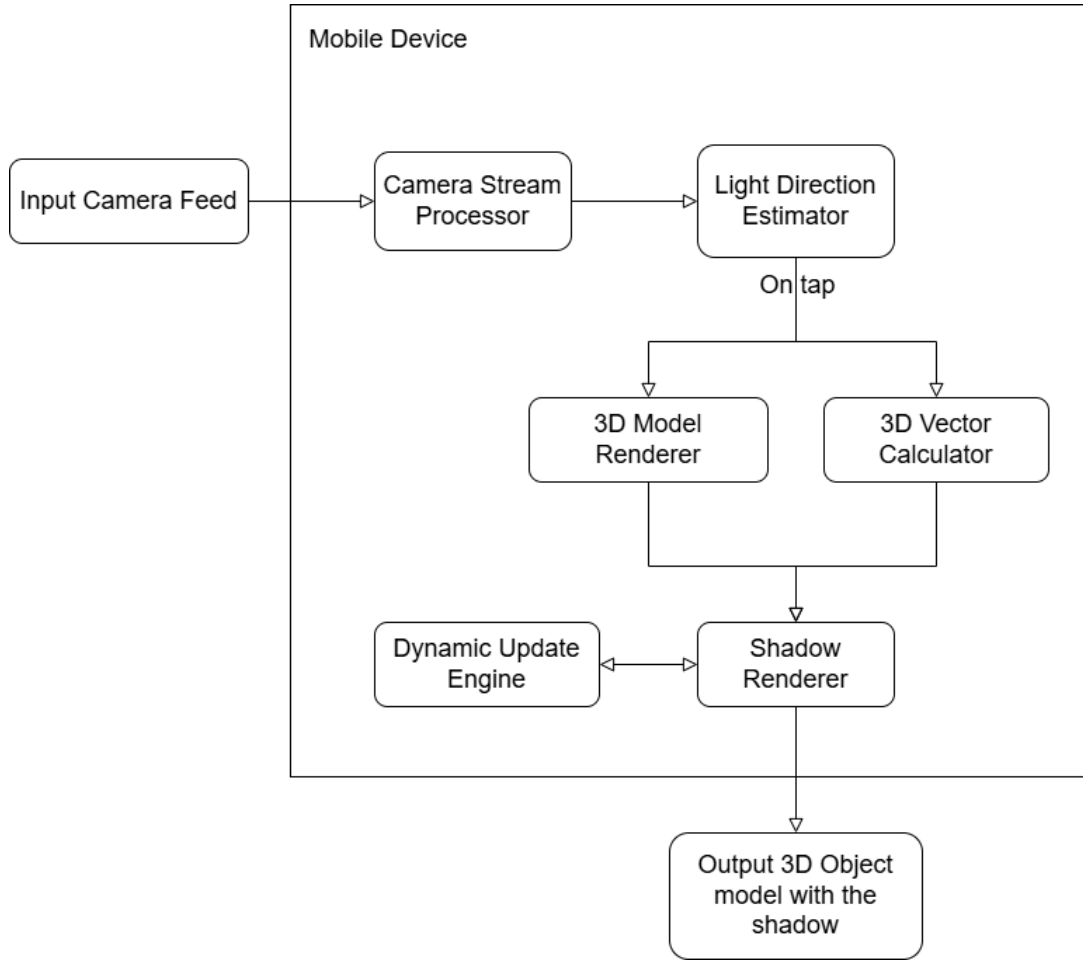 Mobile Device
Input Camera Feed
Camera Stream
Processor
Light Direction
Estimator
On tap
3D Model
Renderer
3D Vector
Calculator
Dynamic Update
Engine
Shadow
Renderer
Output 3D Object
model with the
shadow